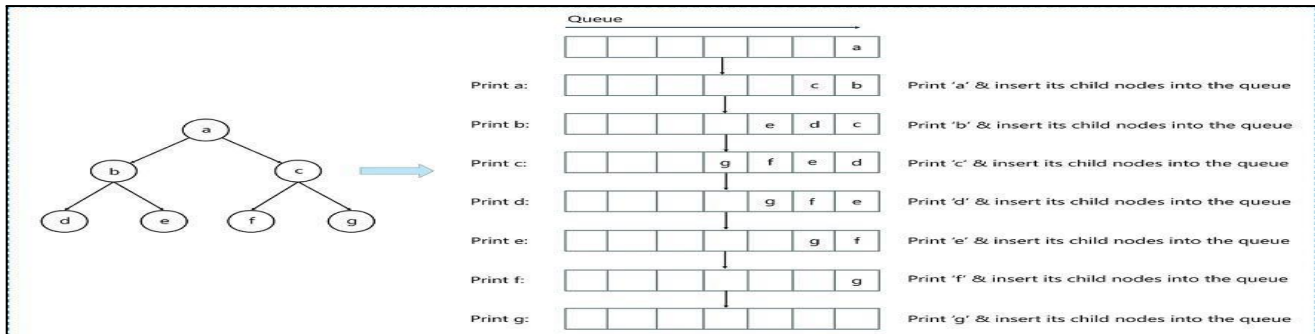 Queue
a
Print a: c b Print 'a' & insert its child nodes into the queue
Print b: e d c Print 'b' & insert its child nodes into the queue
Print c: g f e d Print 'c' & insert its child nodes into the queue
Print d: g f e Print 'd' & insert its child nodes into the queue
Print e: g f Print 'e' & insert its child nodes into the queue
Print f: g Print 'f' & insert its child nodes into the queue
Print g: Print 'g' & insert its child nodes into the queue
a
b c
d e f g